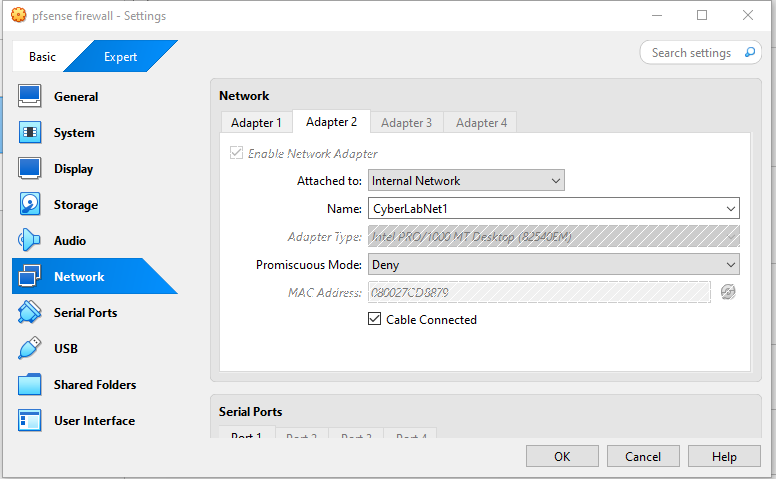 pfsense firewall - Settings
Basic
Expert
Search settings
General
System
Display
Storage
Audio
Network
Serial Ports
USB
Shared Folders
User Interface
Network
Adapter 1
Adapter 2
Adapter 3
Adapter 4
Enable Network Adapter
Attached to: Internal Network
Name: CyberLabNet1
Adapter Type: Intel PRO/1000 MT Desktop (82540EM)
Promiscuous Mode: Deny
MAC Address: 080027CD8879
Cable Connected
Serial Ports
Port 1
Port 2
Port 3
Port 4
OK
Cancel
Help